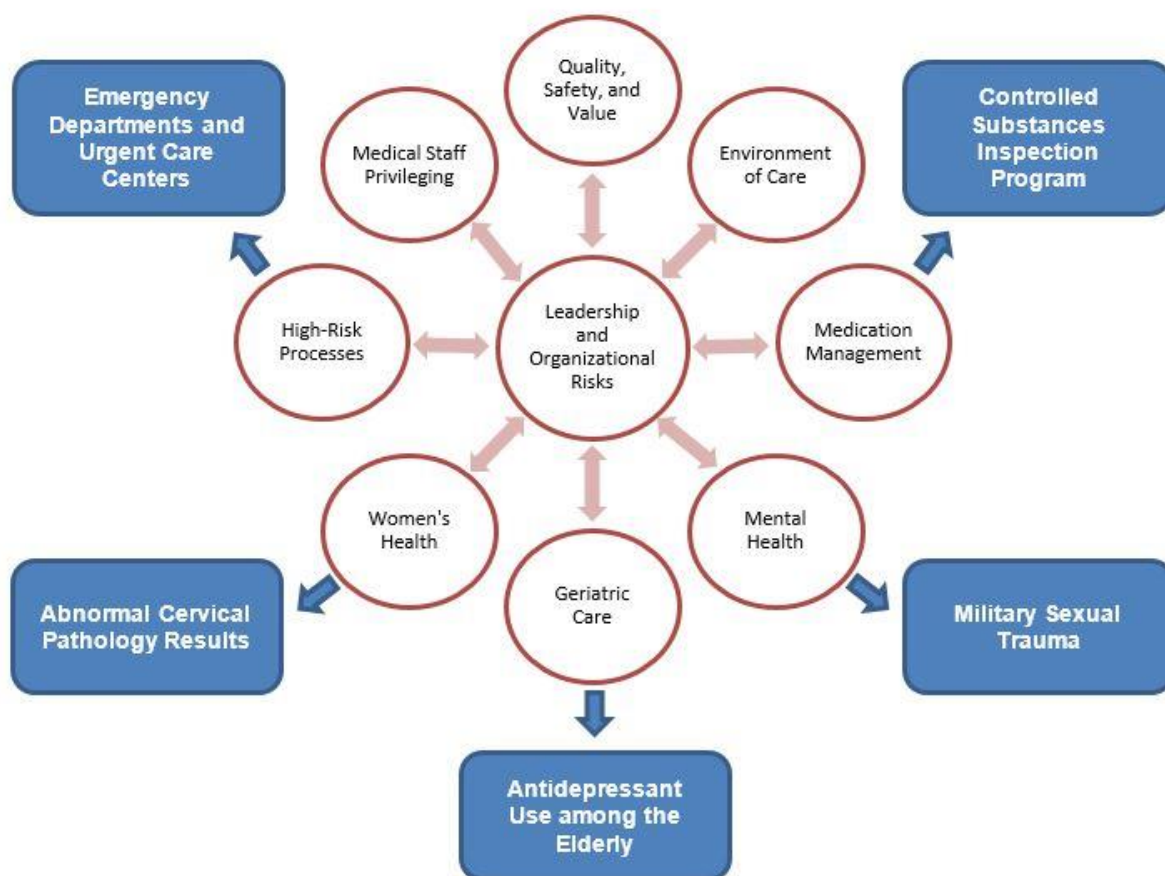 Quality,
Safety, and
Value
Emergency
Departments and
Urgent Care
Centers
Medical Staff
Privileging
Environment
of Care
Controlled
Substances
Inspection
Program
High-Risk
Processes
Leadership
and
Organizational
Risks
Medication
Management
Women's
Health
Mental
Health
Geriatric
Care
Abnormal Cervical
Pathology Results
Military Sexual
Trauma
Antidepressant
Use among the
Elderly